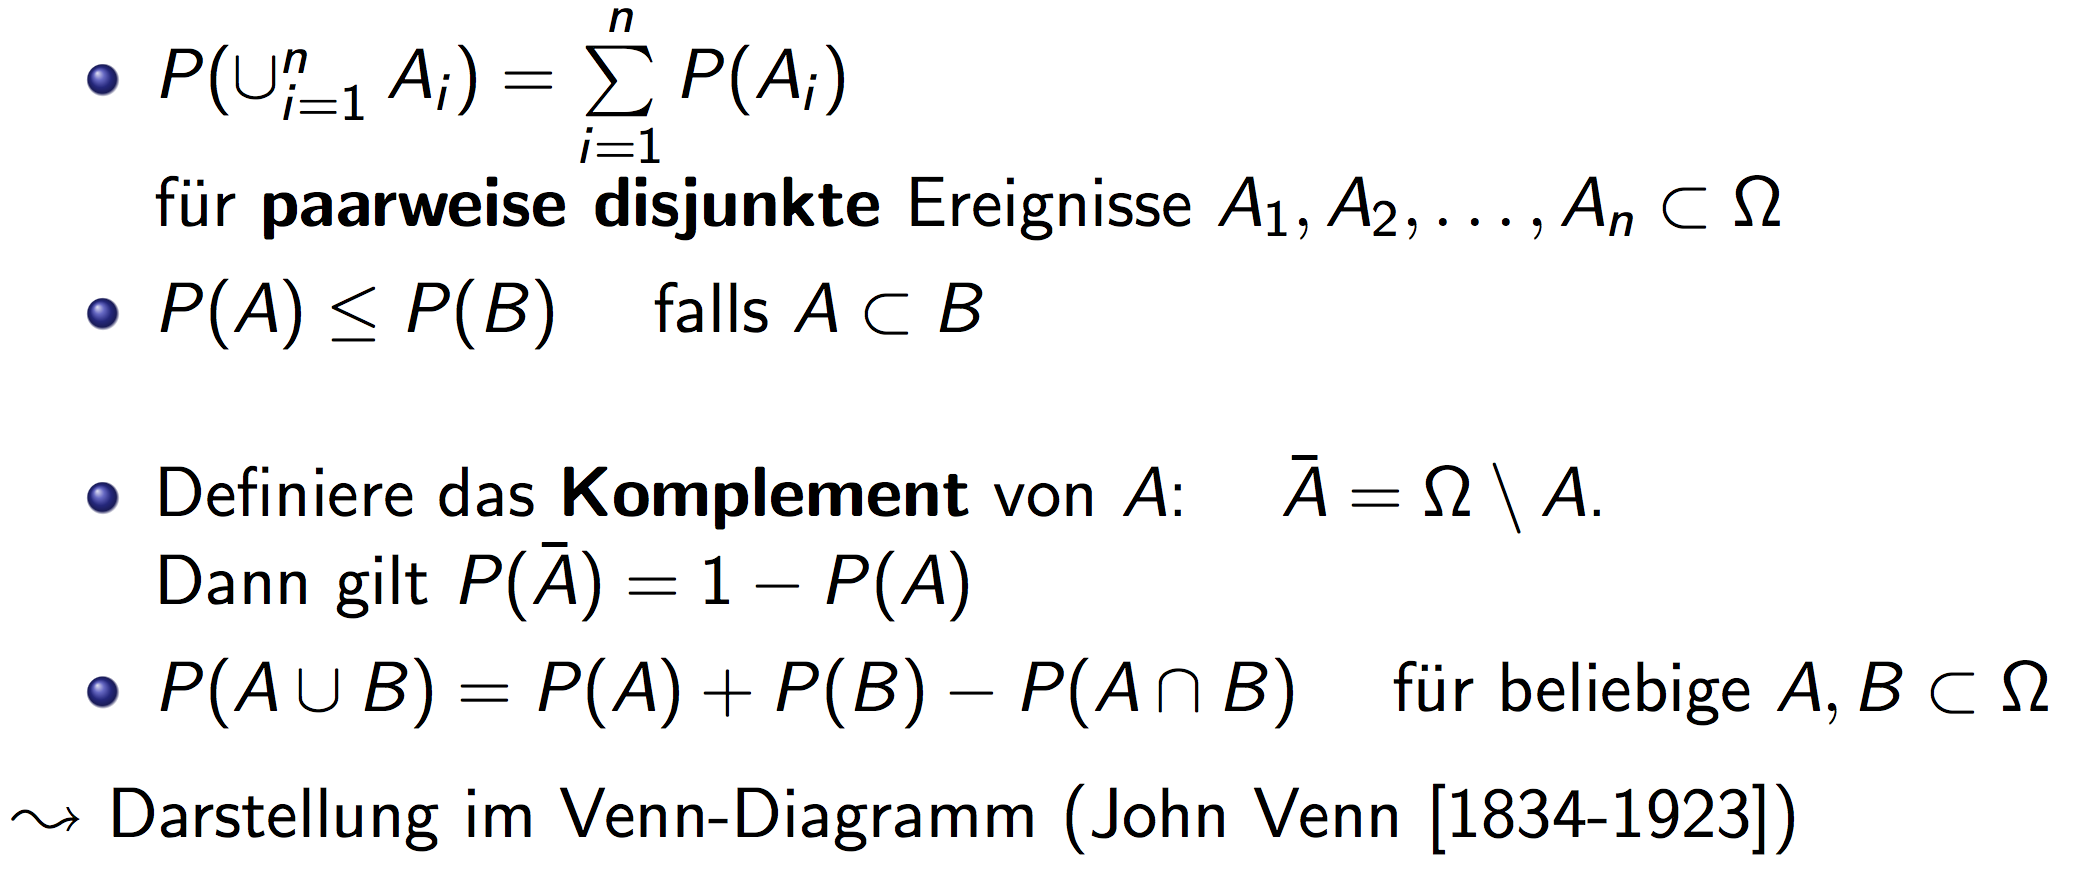 • P(∪ⁿᵢ₌₁ Aᵢ) = ∑ⁿᵢ₌₁ P(Aᵢ)
für paarweise disjunkte Ereignisse A₁, A₂, . . . , Aₙ ⊂ Ω
• P(A) ≤ P(B) falls A ⊂ B
• Definiere das Komplement von A: Ā = Ω \ A.
Dann gilt P(Ā) = 1 − P(A)
• P(A ∪ B) = P(A) + P(B) − P(A ∩ B) für beliebige A, B ⊂ Ω
⇝ Darstellung im Venn-Diagramm (John Venn [1834-1923])